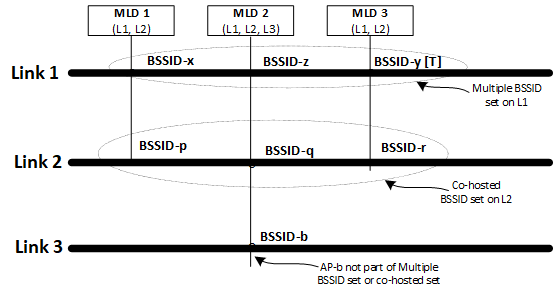 MLD 1 MLD 2 MLD 3
(L1, L2) (L1, L2, L3) (L1, L2)
BSSID-x BSSID-z BSSID-y [T]
Link 1
Multiple BSSID
set on L1
BSSID-p BSSID-q BSSID-r
Link 2
Co-hosted
BSSID set on L2
BSSID-b
Link 3
AP-b not part of Multiple
BSSID set or co-hosted set